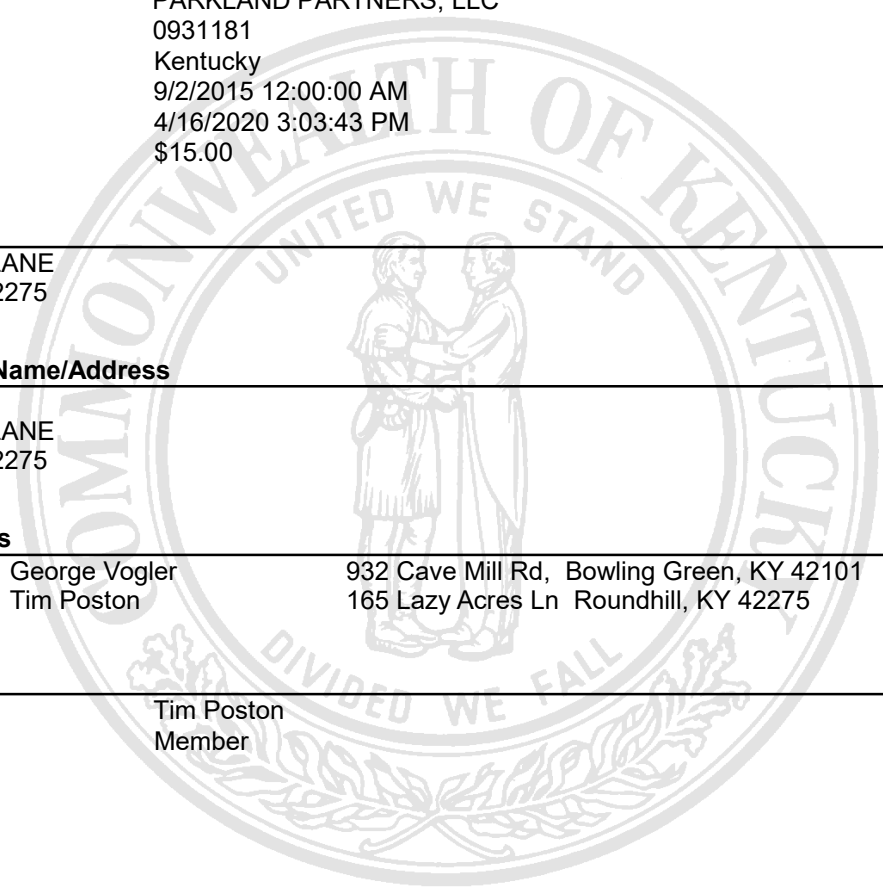 PARKLAND PARTNERS, LLC
0931181
Kentucky
9/2/2015 12:00:00 AM
4/16/2020 3:03:43 PM
$15.00
COMMONWEALTH OF KENTUCKY
UNITED WE STAND
ANE
2275
Name/Address
ANE
2275
s
George Vogler 932 Cave Mill Rd, Bowling Green, KY 42101
Tim Poston 165 Lazy Acres Ln Roundhill, KY 42275
DIVIDED WE FALL
Tim Poston
Member